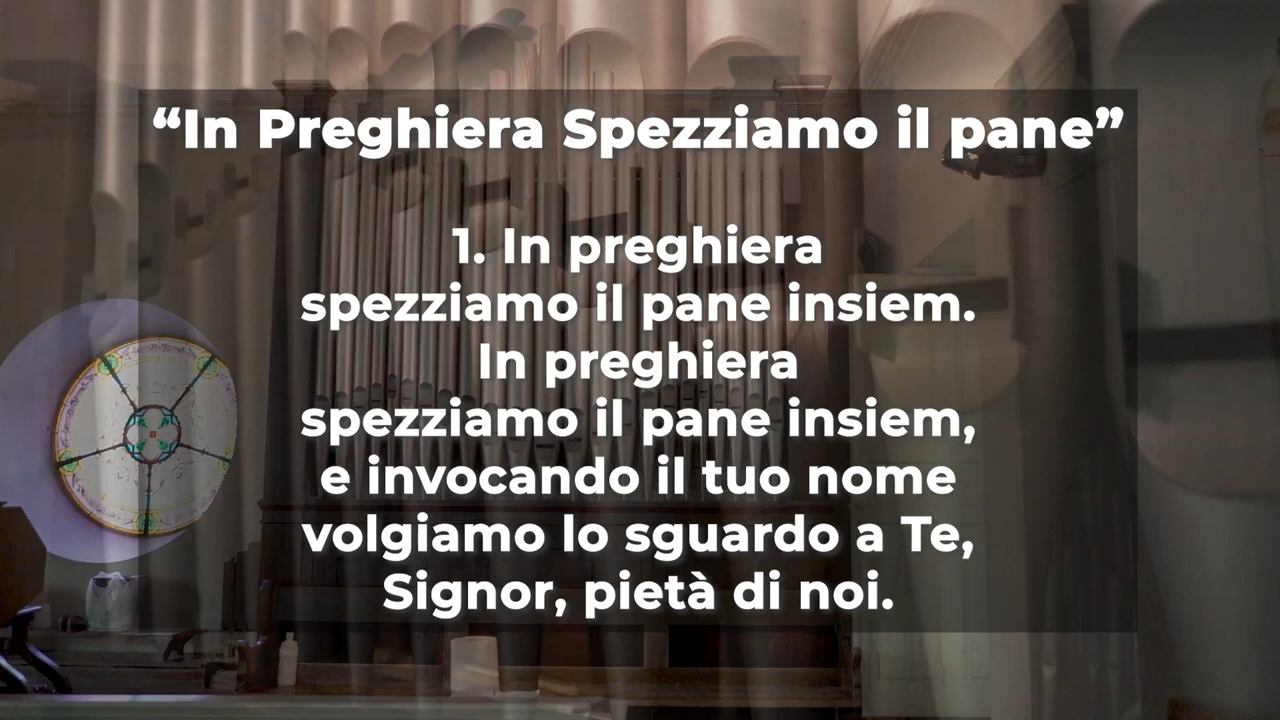 “In Preghiera Spezziamo il pane”
1. In preghiera
spezziamo il pane insiem.
In preghiera
spezziamo il pane insiem,
e invocando il tuo nome
volgiamo lo sguardo a Te,
Signor, pietà di noi.